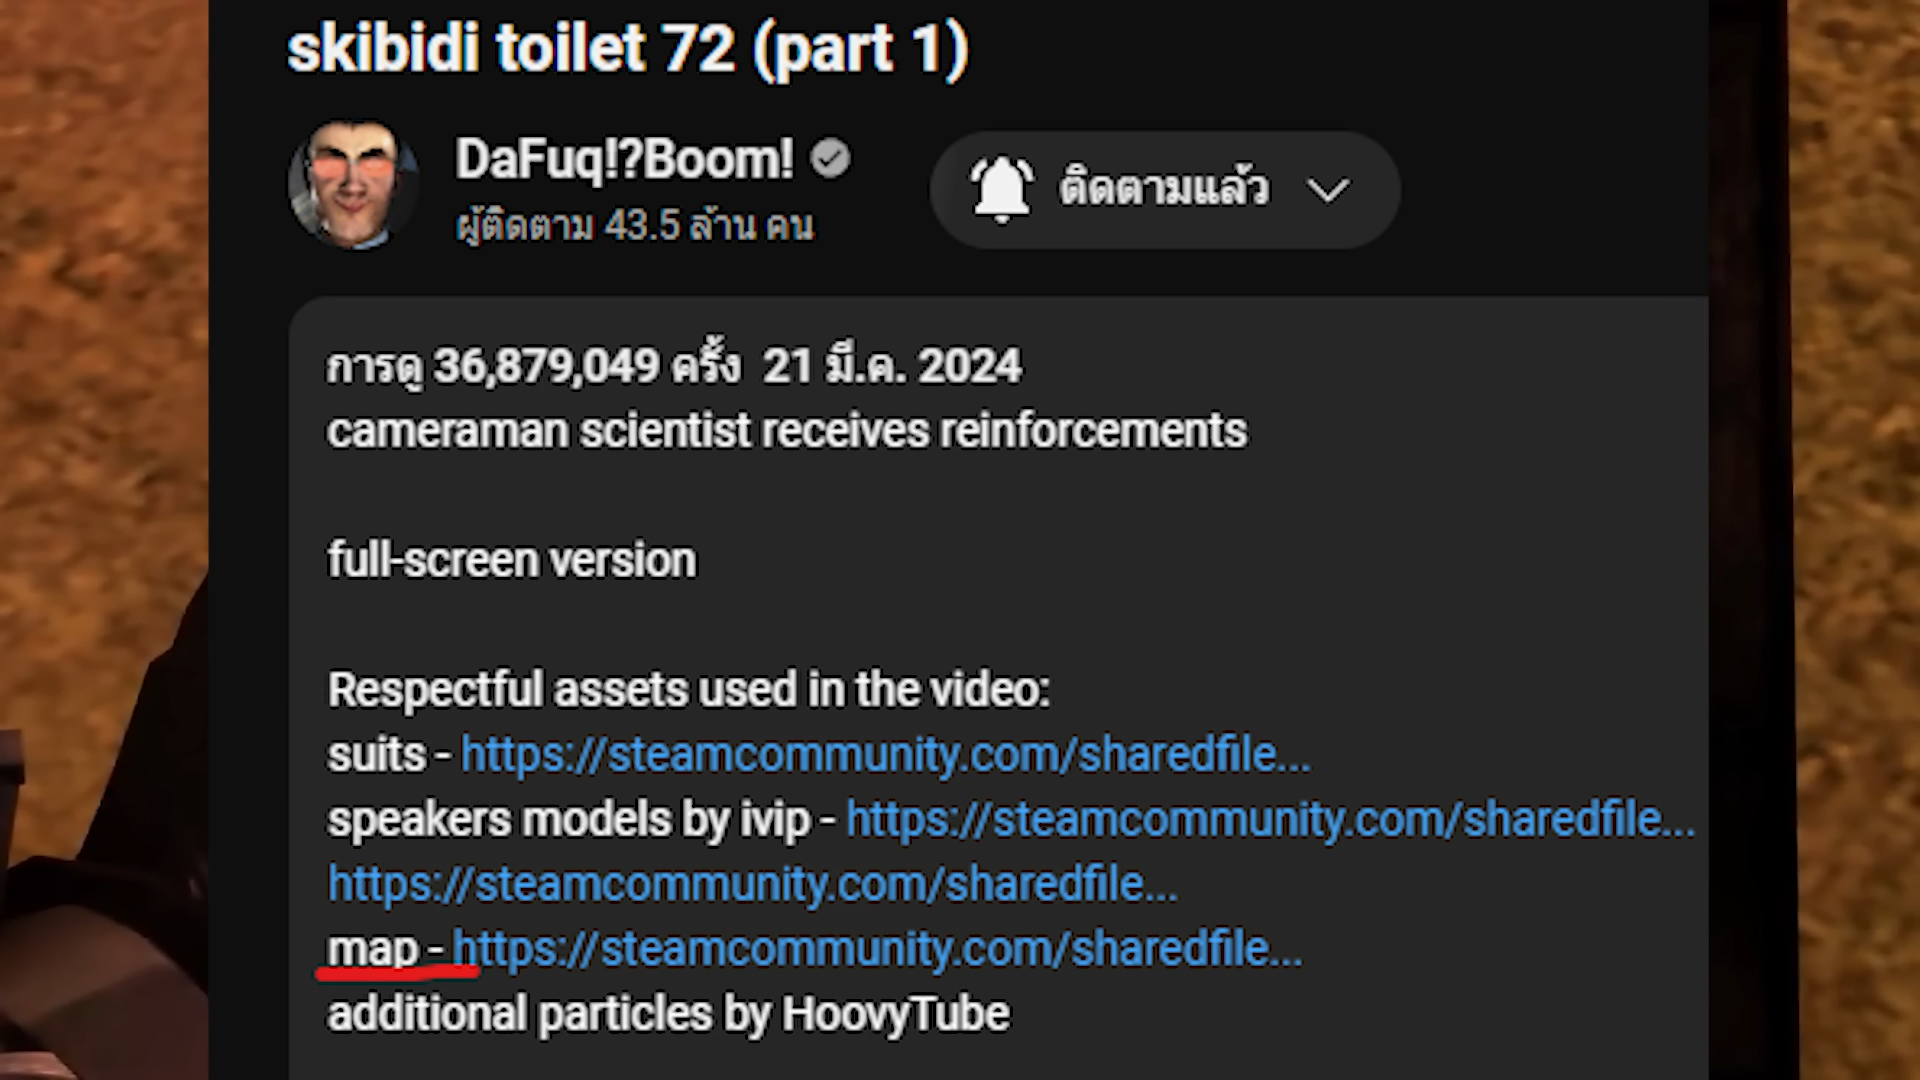 skibidi toilet 72 (part 1)
DaFuq!?Boom!
ผู้ติดตาม 43.5 ล้าน คน
ติดตามแล้ว
การดู 36,879,049 ครั้ง 21 มี.ค. 2024
cameraman scientist receives reinforcements
full-screen version
Respectful assets used in the video:
suits - https://steamcommunity.com/sharedfile...
speakers models by ivip - https://steamcommunity.com/sharedfile...
https://steamcommunity.com/sharedfile...
map - https://steamcommunity.com/sharedfile...
additional particles by HoovyTube